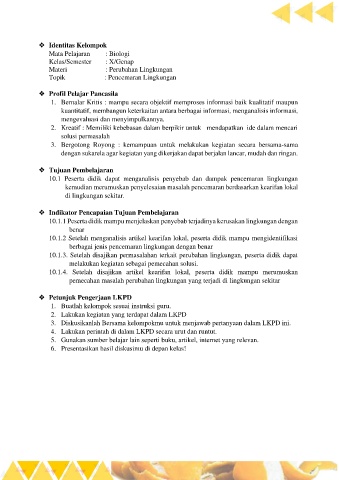 ❖ Identitas Kelompok
Mata Pelajaran : Biologi
Kelas/Semester : X/Genap
Materi : Perubahan Lingkungan
Topik : Pencemaran Lingkungan
❖ Profil Pelajar Pancasila
1. Bernalar Kritis : mampu secara objektif memproses informasi baik kualitatif maupun
kuantitatif, membangun keterkaitan antara berbagai informasi, menganalisis informasi,
mengevaluasi dan menyimpulkannya.
2. Kreatif : Memiliki kebebasan dalam berpikir untuk mendapatkan ide dalam mencari
solusi permasalah
3. Bergotong Royong : kemampuan untuk melakukan kegiatan secara bersama-sama
dengan sukarela agar kegiatan yang dikerjakan dapat berjalan lancar, mudah dan ringan.
❖ Tujuan Pembelajaran
10.1 Peserta didik dapat menganalisis penyebab dan dampak pencemaran lingkungan
kemudian merumuskan penyelesaian masalah pencemaran berdasarkan kearifan lokal
di lingkungan sekitar.
❖ Indikator Pencapaian Tujuan Pembelajaran
10.1.1 Peserta didik mampu menjelaskan penyebab terjadinya kerusakan lingkungan dengan
benar
10.1.2 Setelah menganalisis artikel kearifan lokal, peserta didik mampu mengidentifikasi
berbagai jenis pencemaran lingkungan dengan benar
10.1.3. Setelah disajikan permasalahan terkait perubahan lingkungan, peserta didik dapat
melakukan kegiatan sebagai pemecahan solusi.
10.1.4. Setelah disajikan artikel kearifan lokal, peserta didik mampu merumuskan
pemecahan masalah perubahan lingkungan yang terjadi di lingkungan sekitar
❖ Petunjuk Pengerjaan LKPD
1. Buatlah kelompok sesuai instruksi guru.
2. Lakukan kegiatan yang terdapat dalam LKPD
3. Diskusikanlah Bersama kelompokmu untuk menjawab pertanyaan dalam LKPD ini.
4. Lakukan perintah di dalam LKPD secara urut dan runtut.
5. Gunakan sumber belajar lain seperti buku, artikel, internet yang relevan.
6. Presentasikan hasil diskusimu di depan kelas!